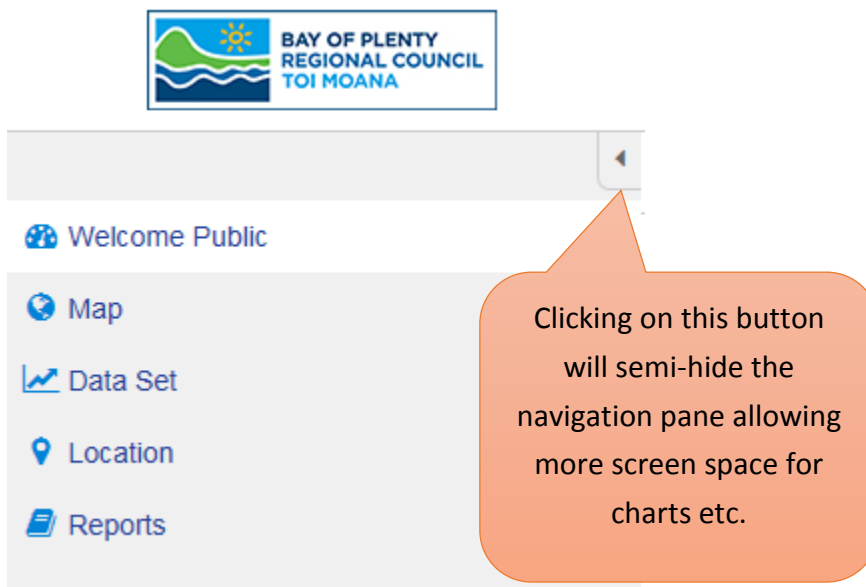 BAY OF PLENTY
REGIONAL COUNCIL
TOI MOANA
Welcome Public
Map
Data Set
Location
Reports
Clicking on this button
will semi-hide the
navigation pane allowing
more screen space for
charts etc.